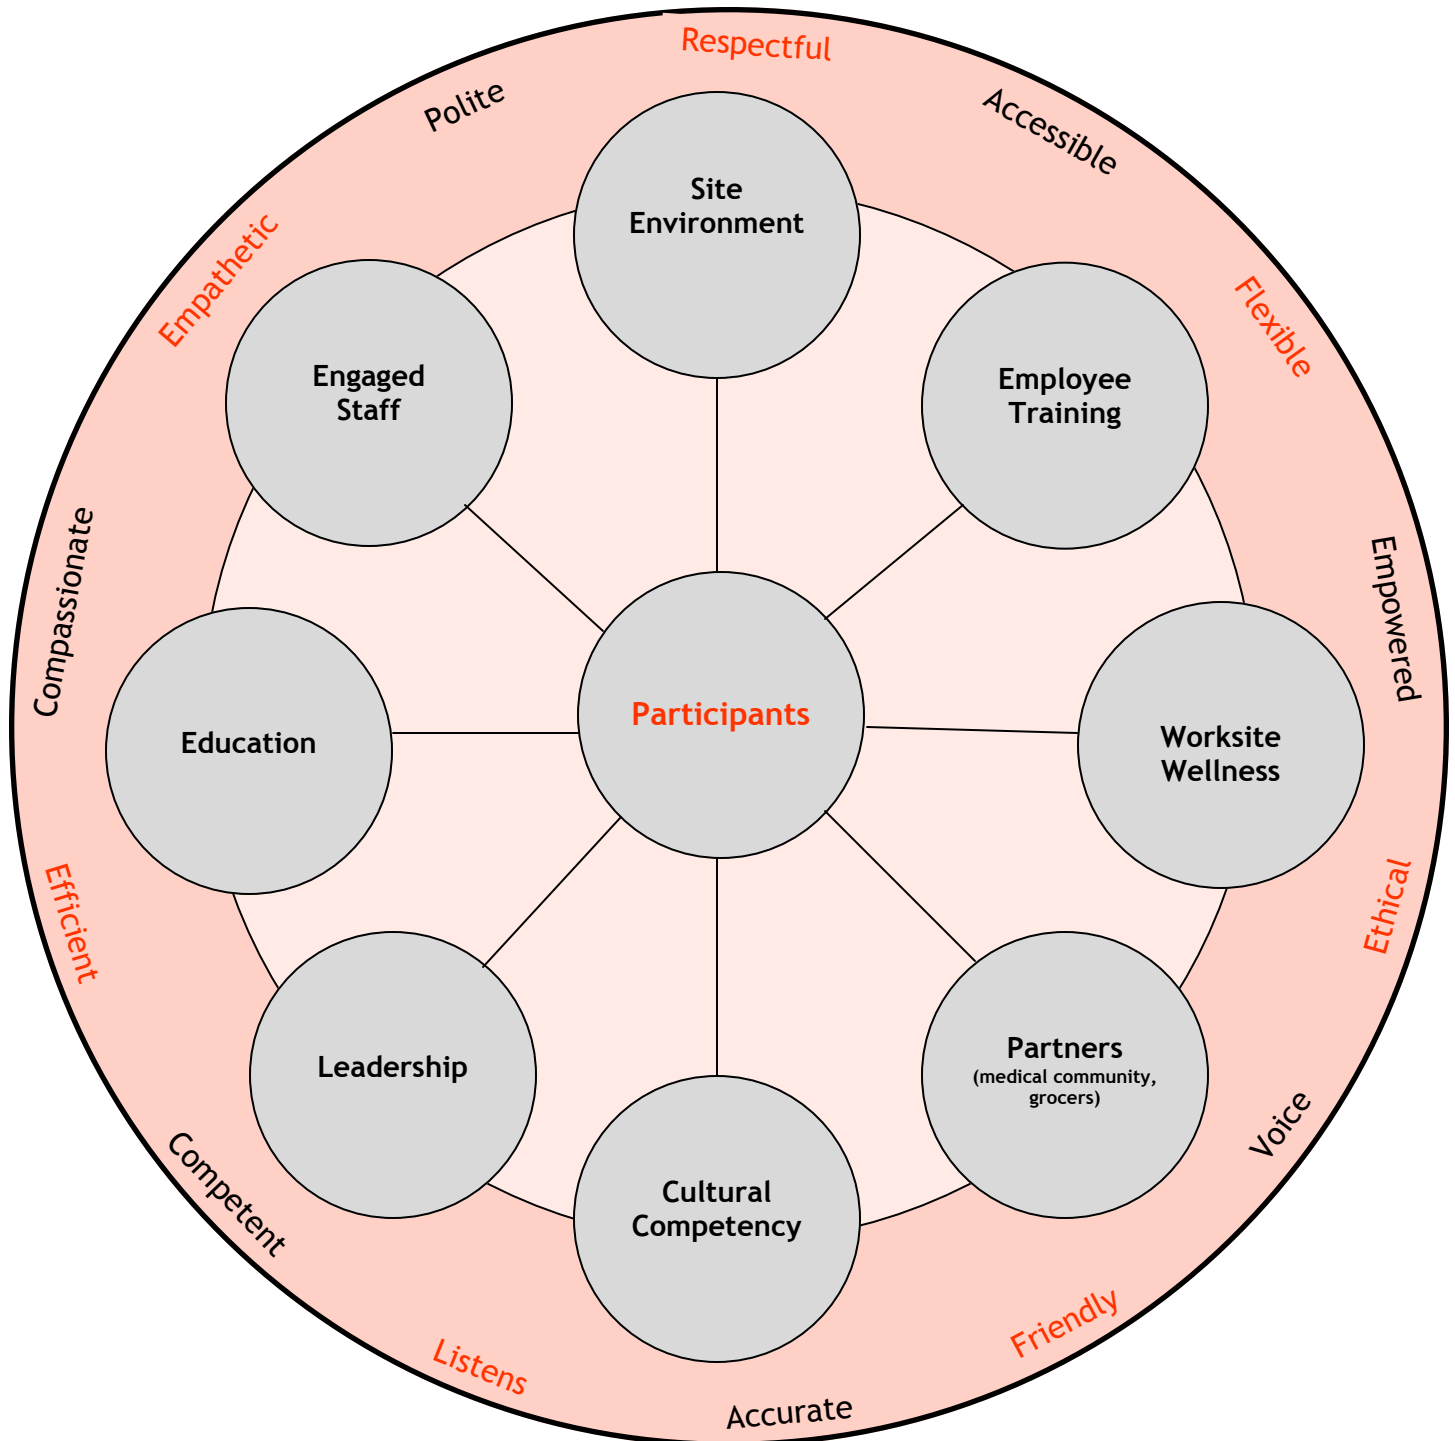 Respectful
Accessible
Flexible
Empowered
Ethical
Voice
Friendly
Accurate
Listens
Competent
Efficient
Compassionate
Empathetic
Polite
Site
Environment
Employee
Training
Worksite
Wellness
Partners
(medical community,
grocers)
Cultural
Competency
Leadership
Education
Engaged
Staff
Participants